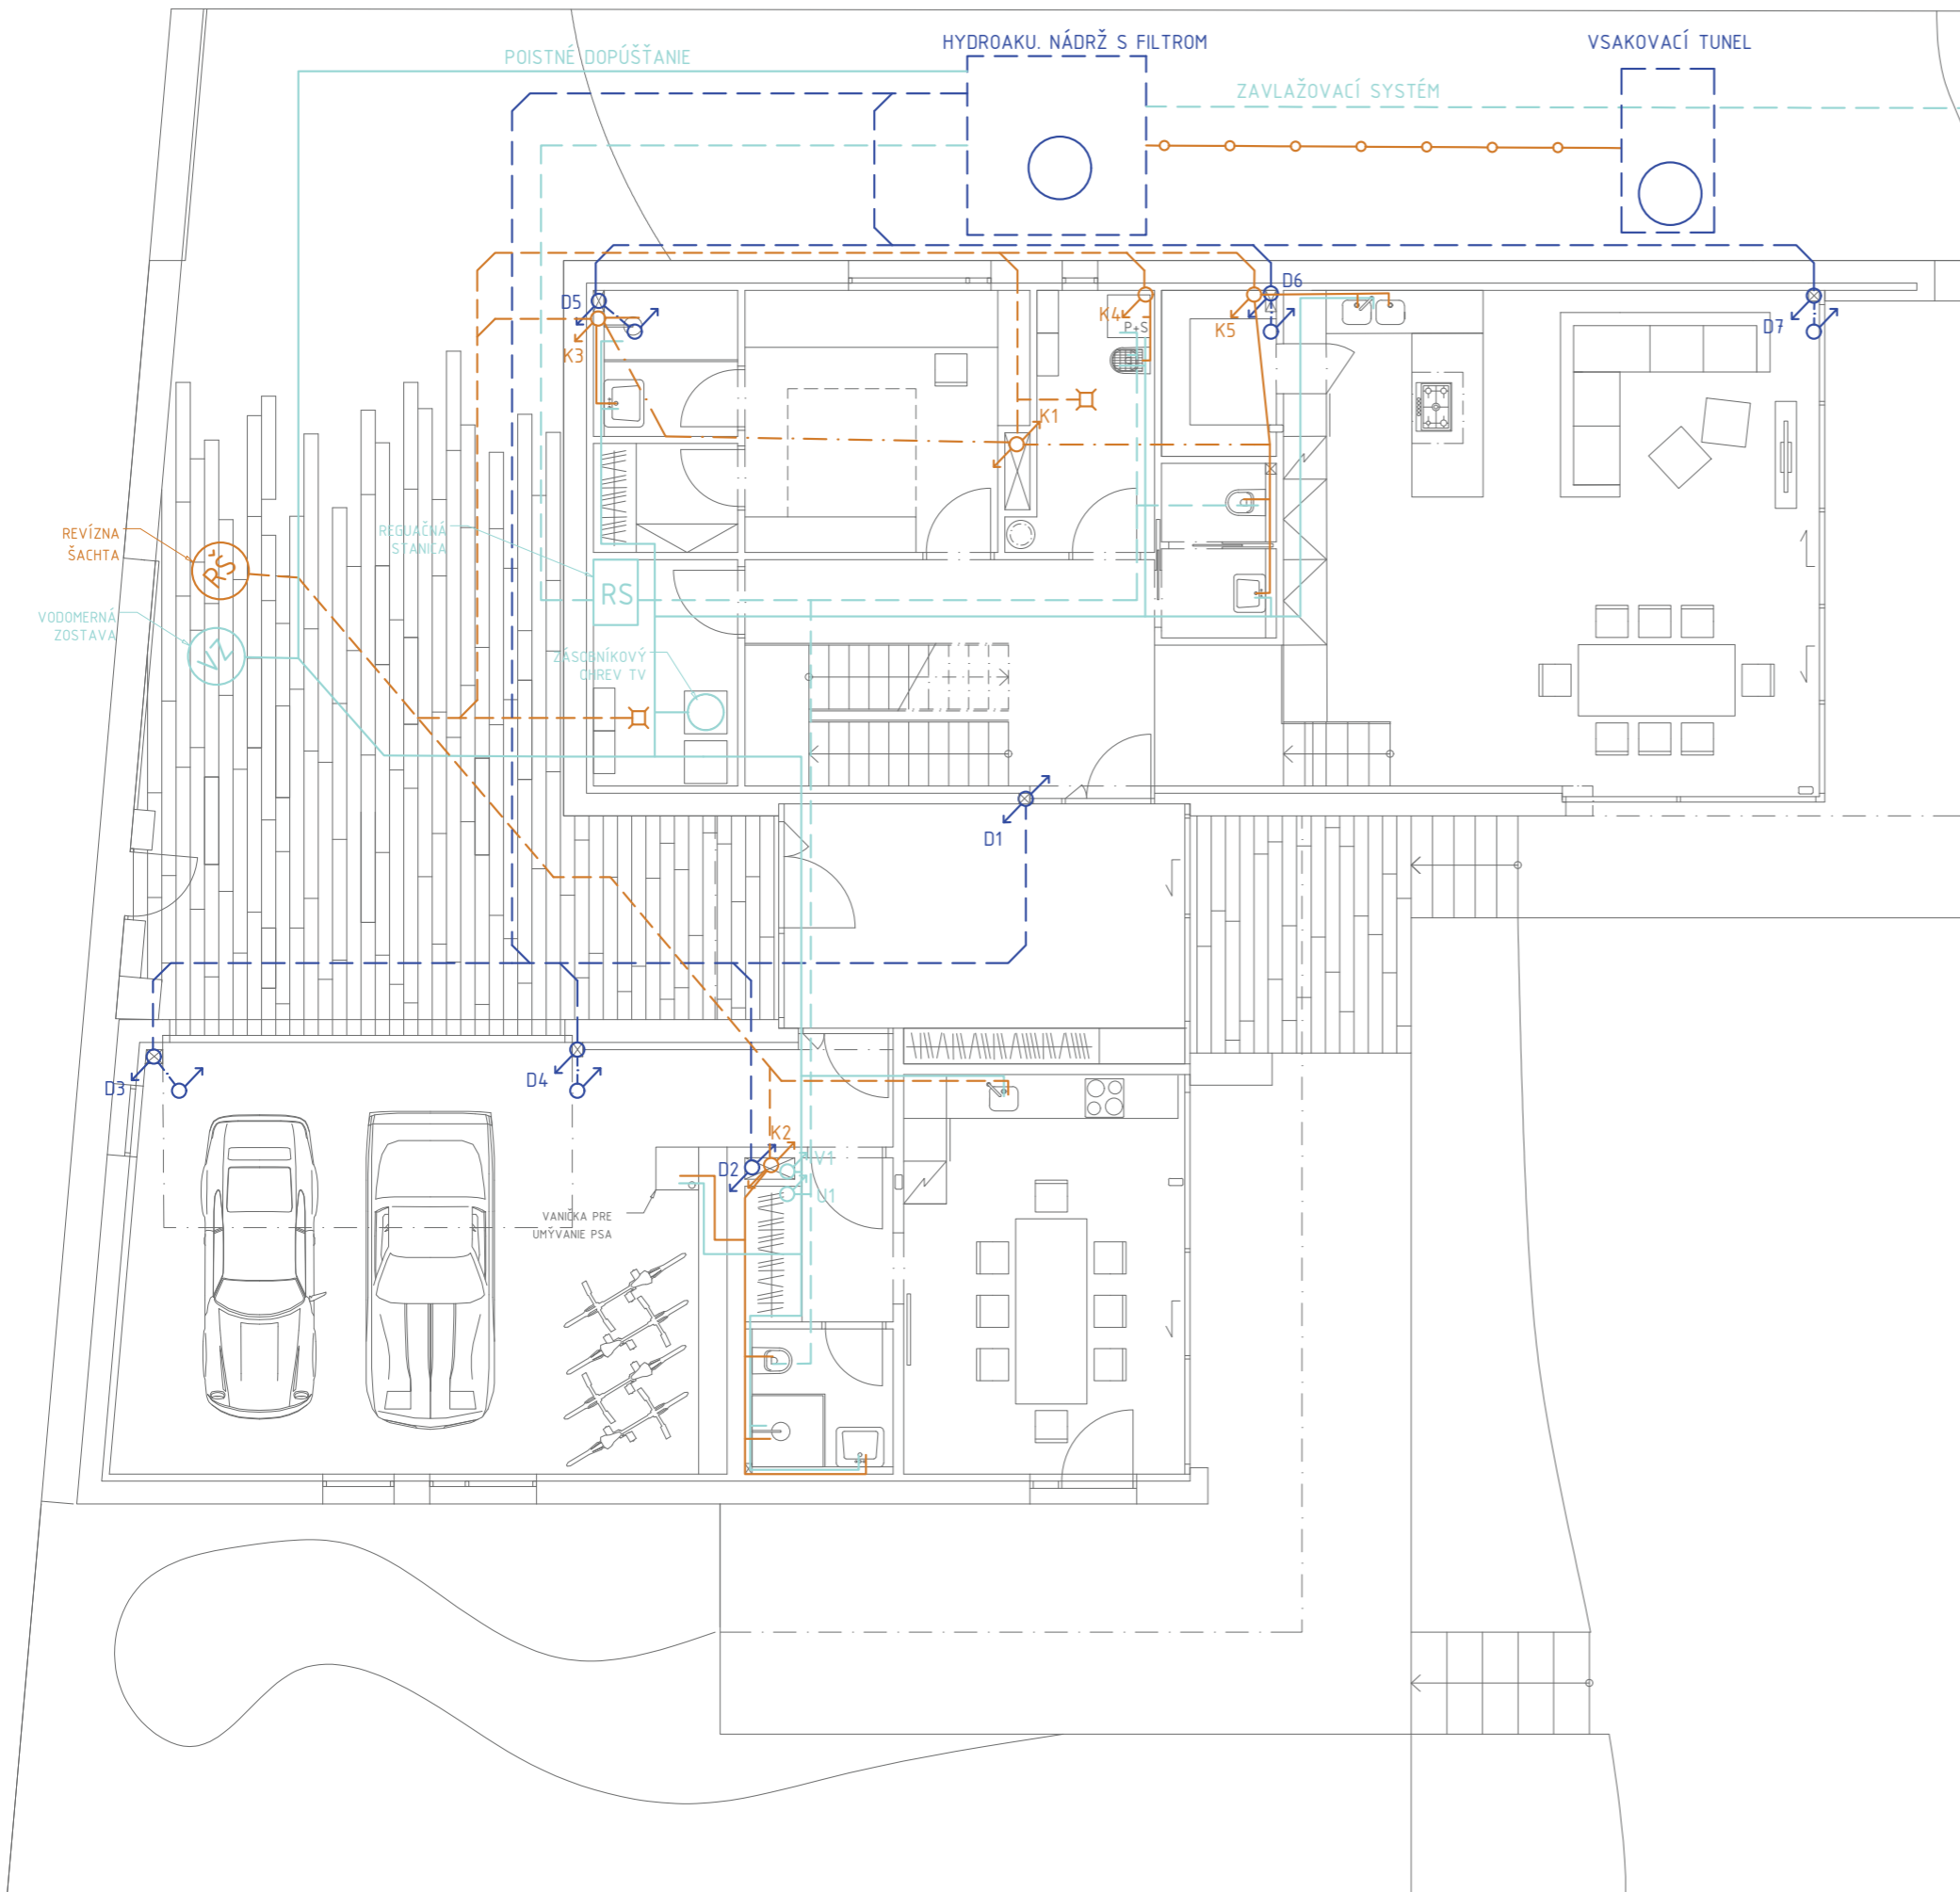 HYDROAKU. NÁDRŽ S FILTROM
VSAKOVACÍ TUNEL
POISTNÉ DOPÚŠŤANIE
ZAVLAŽOVACÍ SYSTÉM
D5
D6
K3
K4
P+S
K5
D7
K1
REVÍZNA
ŠACHTA
RŠ
REGUAČNÁ
STANICA
RS
VODOMERNÁ
ZOSTAVA
VZ
ZÁSOBNÍKOVÝ
OHREV TV
D1
D3
D4
K2
D2
V1
U1
VANIČKA PRE
UMÝVANIE PSA